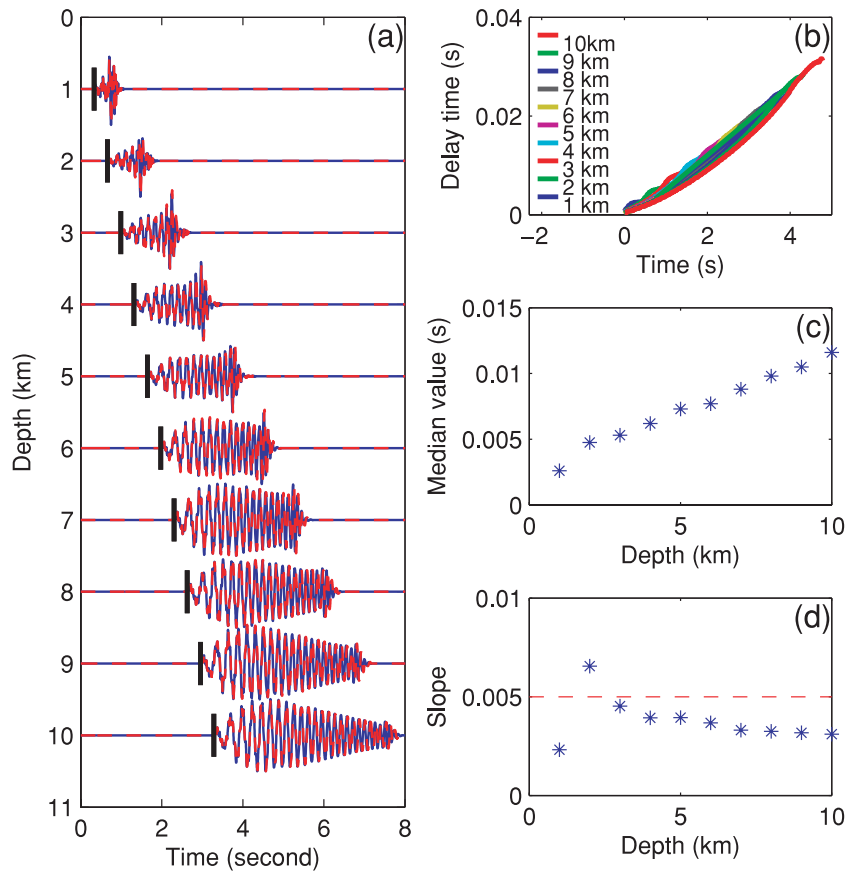 (a)
0
1
2
3
4
5
6
7
8
9
10
11
Depth (km)
0 2 4 6 8
Time (second)
(b)
0.04
0.02
0
Delay time (s)
10km
9 km
8 km
7 km
6 km
5 km
4 km
3 km
2 km
1 km
−2 0 2 4
Time (s)
(c)
0.015
0.01
0.005
0
Median value (s)
0 5 10
Depth (km)
(d)
0.01
0.005
0
Slope
0 5 10
Depth (km)